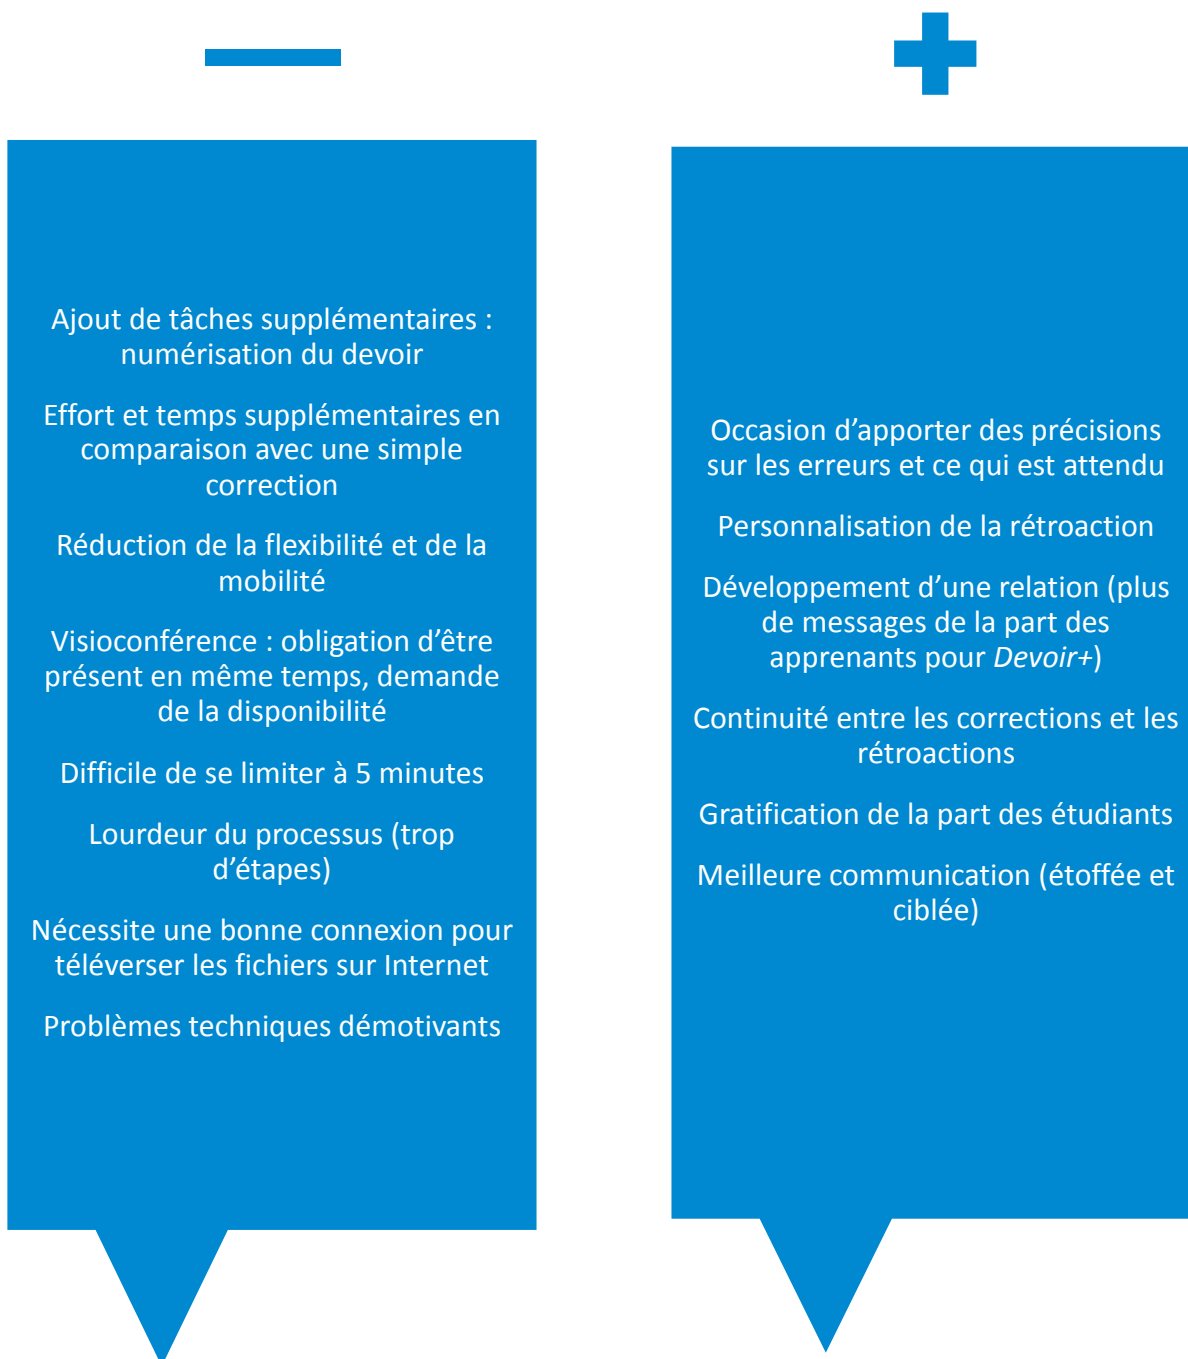 Ajout de tâches supplémentaires :
numérisation du devoir
Effort et temps supplémentaires en
comparaison avec une simple
correction
Réduction de la flexibilité et de la
mobilité
Visioconférence : obligation d’être
présent en même temps, demande
de la disponibilité
Difficile de se limiter à 5 minutes
Lourdeur du processus (trop
d’étapes)
Nécessite une bonne connexion pour
téléverser les fichiers sur Internet
Problèmes techniques démotivants
Occasion d’apporter des précisions
sur les erreurs et ce qui est attendu
Personnalisation de la rétroaction
Développement d’une relation (plus
de messages de la part des
apprenants pour Devoir+)
Continuité entre les corrections et les
rétroactions
Gratification de la part des étudiants
Meilleure communication (étoffée et
ciblée)